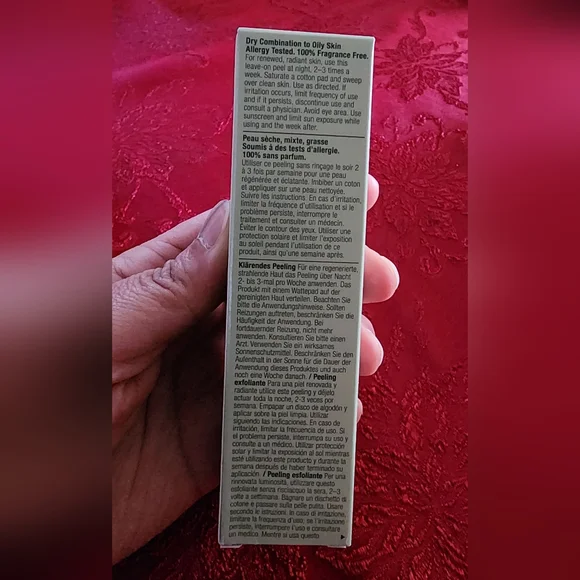 Dry Combination to Oily Skin
Allergy Tested. 100% Fragrance Free.
For renewed, radiant skin, use this
leave-on peel at night, 2–3 times a
week. Saturate a cotton pad and sweep
over clean skin. Use as directed. If
irritation occurs, limit frequency of use
and if it persists, discontinue use and
consult a physician. Avoid eye area. Use
sunscreen and limit sun exposure while
using and the week after.
Peau sèche, mixte, grasse
Soumis à des tests d'allergie.
100% sans parfum.
Utiliser ce peeling sans rinçage le soir 2
à 3 fois par semaine pour une peau
régénérée et éclatante. Imbiber un coton
et appliquer sur une peau nettoyée.
Suivre les instructions. En cas d'irritation,
limiter la fréquence d'utilisation et si le
problème persiste, interrompre le
traitement et consulter un médecin.
Éviter le contour des yeux. Utiliser une
protection solaire et limiter l'exposition
au soleil pendant l'utilisation de ce
produit, ainsi qu'une semaine après.
Klärendes Peeling Für eine regenerierte,
strahlende Haut das Peeling über Nacht
2- bis 3-mal pro Woche anwenden. Das
Produkt mit einem Wattepad auf der
gereinigten Haut verteilen. Beachten Sie
bitte die Anwendungshinweise. Sollten
Reizungen auftreten, beschränken Sie die
Häufigkeit der Anwendung. Bei
fortdauernder Reizung, nicht mehr
anwenden. Konsultieren Sie bitte einen
Arzt. Verwenden Sie ein wirksames
Sonnenschutzmittel. Beschränken Sie den
Aufenthalt in der Sonne für die Dauer der
Anwendung dieses Produktes und auch
noch eine Woche danach. / Peeling
exfoliante Para una piel renovada y
radiante utilice este peeling y déjelo
actuar toda la noche, 2-3 veces por
semana. Empapar un disco de algodón y
aplicar sobre la piel limpia. Utilizar
siguiendo las indicaciones. En caso de
irritación, limitar la frecuencia de uso. Si
el problema persiste, interrumpa su uso y
consulte a un médico. Utilizar protección
solar y limitar la exposición al sol mientras
esté utilizando este producto y durante la
semana después de haber terminado su
aplicación. / Peeling esfoliante Per una
rinnovata luminosità, utilizzare questo
esfoliante senza risciacquo la sera, 2–3
volte a settimana. Bagnare un dischetto di
cotone e passare sulla pelle pulita. Usare
secondo le istruzioni. In caso di irritazione,
limitare la frequenza d'uso; se l'irritazione
persiste, interrompere l'uso e consultare
un medico. Mentre si usa questo